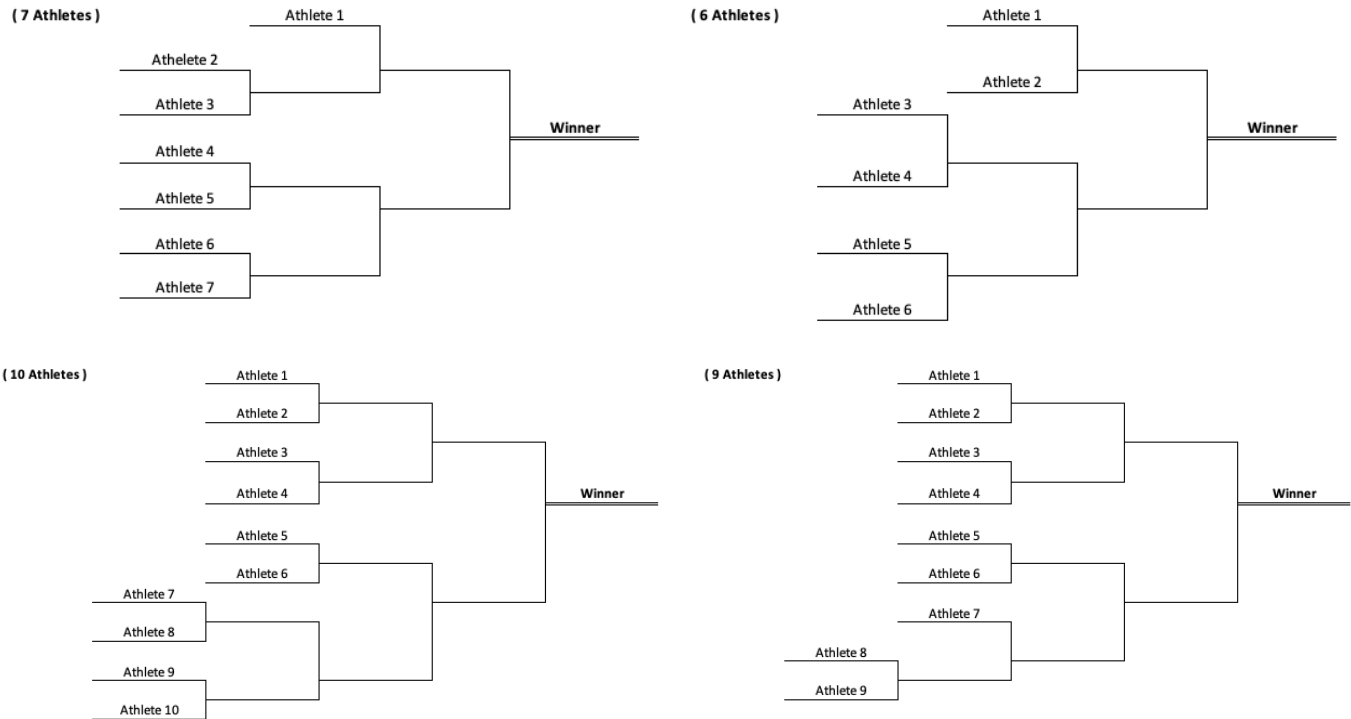 ( 7 Athletes )
Athlete 1
Athelete 2
Athlete 3
Athlete 4
Athlete 5
Athlete 6
Athlete 7
Winner
( 6 Athletes )
Athlete 1
Athlete 2
Athlete 3
Athlete 4
Athlete 5
Athlete 6
Winner
( 10 Athletes )
Athlete 1
Athlete 2
Athlete 3
Athlete 4
Athlete 5
Athlete 6
Athlete 7
Athlete 8
Athlete 9
Athlete 10
Winner
( 9 Athletes )
Athlete 1
Athlete 2
Athlete 3
Athlete 4
Athlete 5
Athlete 6
Athlete 7
Athlete 8
Athlete 9
Winner